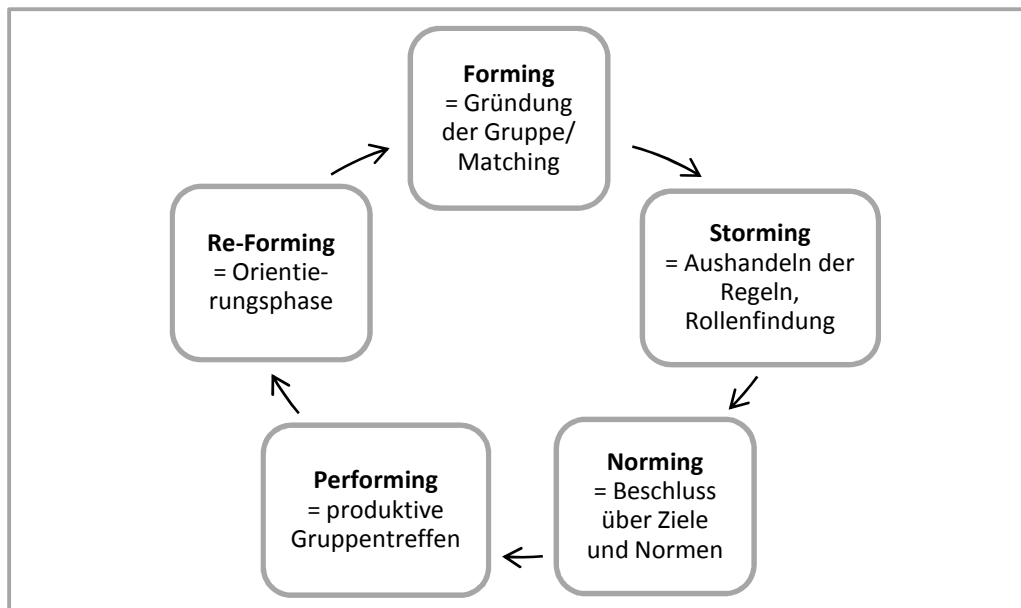 Forming
= Gründung
der Gruppe/
Matching
Storming
= Aushandeln der
Regeln,
Rollenfindung
Norming
= Beschluss
über Ziele
und Normen
Performing
= produktive
Gruppentreffen
Re-Forming
= Orientie-
rungsphase